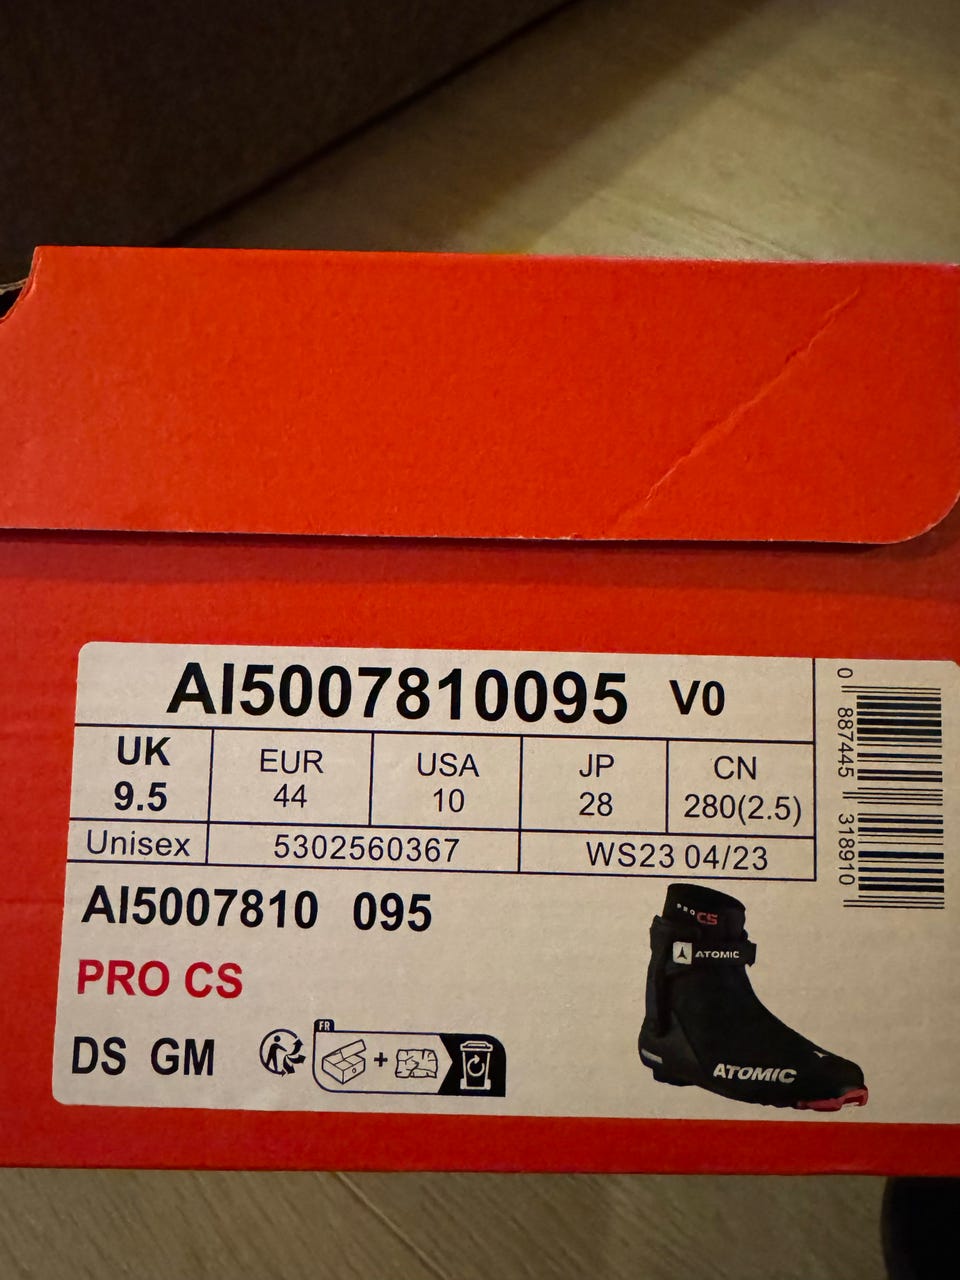 AI5007810095 V0
UK EUR USA JP CN
9.5 44 10 28 280(2.5)
Unisex 5302560367 WS23 04/23
AI5007810 095
PRO CS
DS GM
FR
0 887445 318910
PRO CS
ATOMIC
ATOMIC